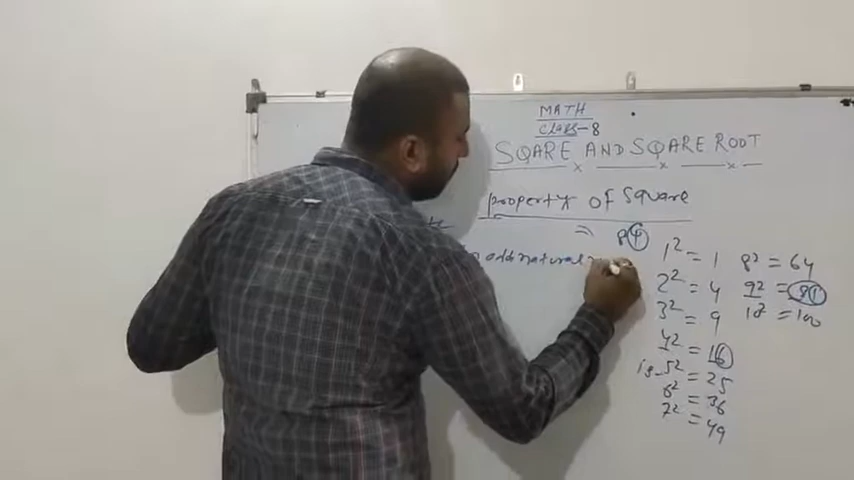 MATH
CLASS-8
SQARE AND SQARE ROOT
property of Square
=
84
odd natural
1² = 1
2² = 4
3² = 9
4² = 16
5² = 25
6² = 36
7² = 49
8² = 64
9² = 81
10² = 100